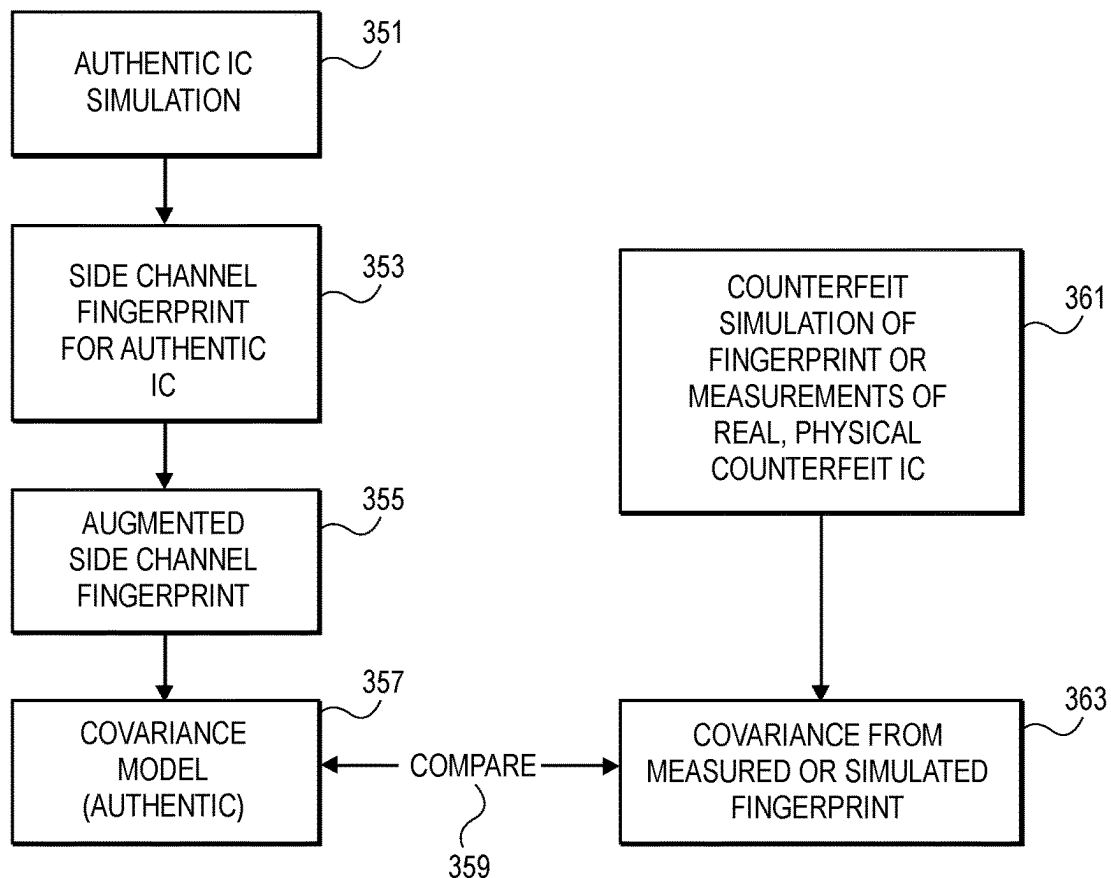 AUTHENTIC IC
SIMULATION
351
SIDE CHANNEL
FINGERPRINT
FOR AUTHENTIC
IC
353
AUGMENTED
SIDE CHANNEL
FINGERPRINT
355
COVARIANCE
MODEL
(AUTHENTIC)
357
COMPARE
359
COUNTERFEIT
SIMULATION OF
FINGERPRINT OR
MEASUREMENTS OF
REAL, PHYSICAL
COUNTERFEIT IC
361
COVARIANCE FROM
MEASURED OR SIMULATED
FINGERPRINT
363